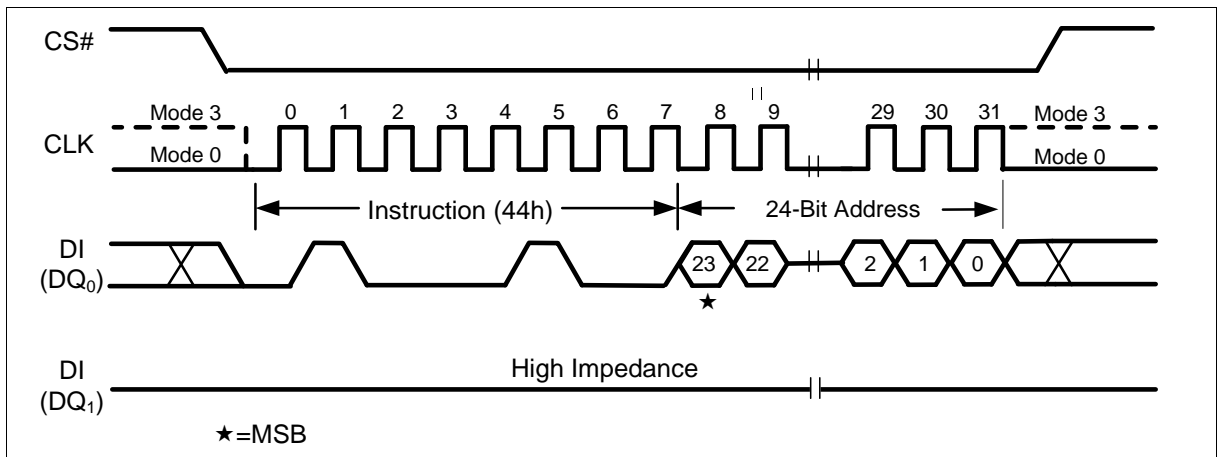 CS#
CLK
Mode 3
Mode 0
0 1 2 3 4 5 6 7 8 9 29 30 31
Mode 3
Mode 0
Instruction (44h)
24-Bit Address
DI
(DQ₀)
23 22 2 1 0
★
DI
(DQ₁)
High Impedance
★=MSB